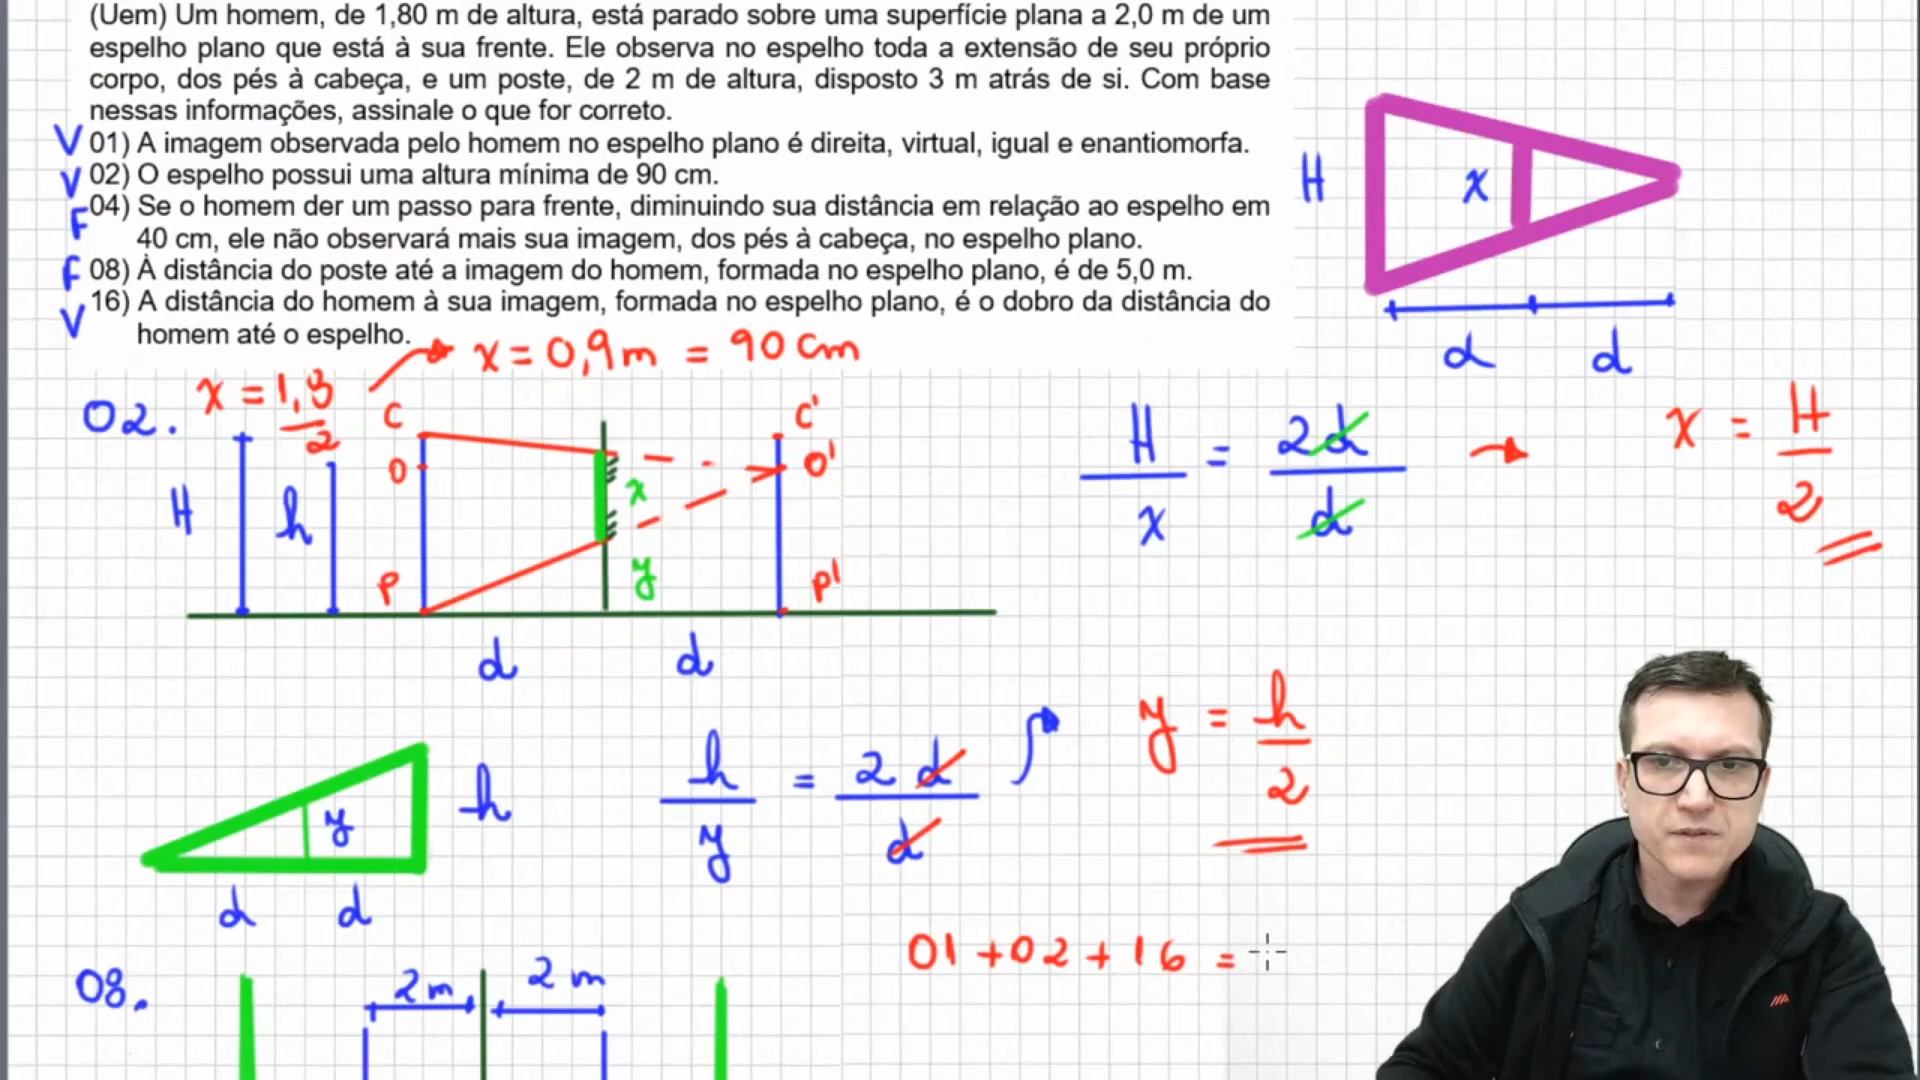 (Uem) Um homem, de 1,80 m de altura, está parado sobre uma superfície plana a 2,0 m de um
espelho plano que está à sua frente. Ele observa no espelho toda a extensão de seu próprio
corpo, dos pés à cabeça, e um poste, de 2 m de altura, disposto 3 m atrás de si. Com base
nessas informações, assinale o que for correto.
V 01) A imagem observada pelo homem no espelho plano é direita, virtual, igual e enantiomorfa.
V 02) O espelho possui uma altura mínima de 90 cm.
F 04) Se o homem der um passo para frente, diminuindo sua distância em relação ao espelho em
40 cm, ele não observará mais sua imagem, dos pés à cabeça, no espelho plano.
F 08) À distância do poste até a imagem do homem, formada no espelho plano, é de 5,0 m.
V 16) A distância do homem à sua imagem, formada no espelho plano, é o dobro da distância do
homem até o espelho.
H x
d d
x = 0,9 m = 90 cm
02. x = 1,8/2
C C'
O O'
H h x
P y P'
d d
H/x = 2d/d
x = H/2
y h
d d
h/y = 2d/d
y = h/2
01 + 02 + 16 =
08. 2 m 2 m